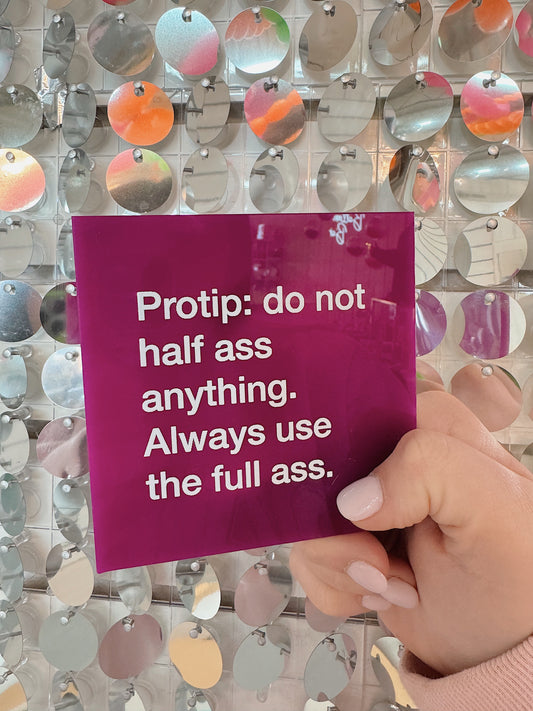 Protip: do not
half ass
anything.
Always use
the full ass.